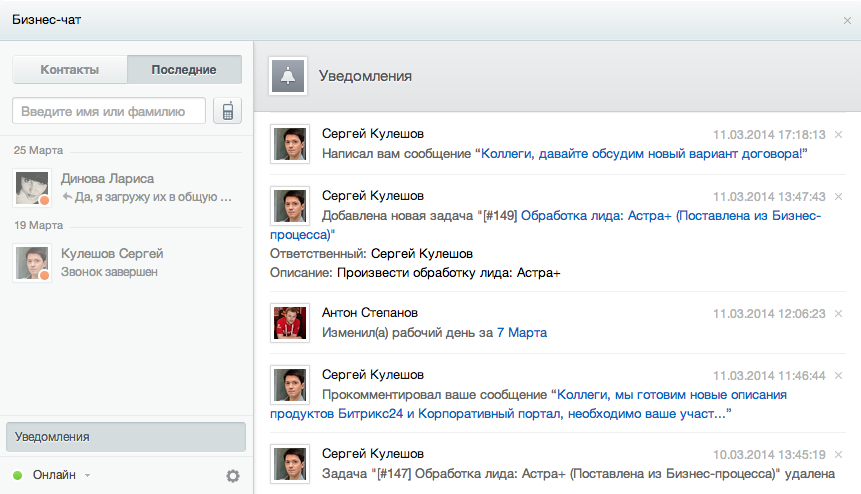 Бизнес-чат
Контакты
Последние
Введите имя или фамилию
25 Марта
Динова Лариса
Да, я загружу их в общую ...
19 Марта
Кулешов Сергей
Звонок завершен
Уведомления
Онлайн
Уведомления
Сергей Кулешов
11.03.2014 17:18:13
Написал вам сообщение “Коллеги, давайте обсудим новый вариант договора!”
Сергей Кулешов
11.03.2014 13:47:43
Добавлена новая задача "[#149] Обработка лида: Астра+ (Поставлена из Бизнес-
процесса)"
Ответственный: Сергей Кулешов
Описание: Произвести обработку лида: Астра+
Антон Степанов
11.03.2014 12:06:23
Изменил(а) рабочий день за 7 Марта
Сергей Кулешов
11.03.2014 11:46:44
Прокомментировал ваше сообщение “Коллеги, мы готовим новые описания
продуктов Битрикс24 и Корпоративный портал, необходимо ваше участ...”
Сергей Кулешов
10.03.2014 13:45:19
Задача "[#147] Обработка лида: Астра+ (Поставлена из Бизнес-процесса)" удалена